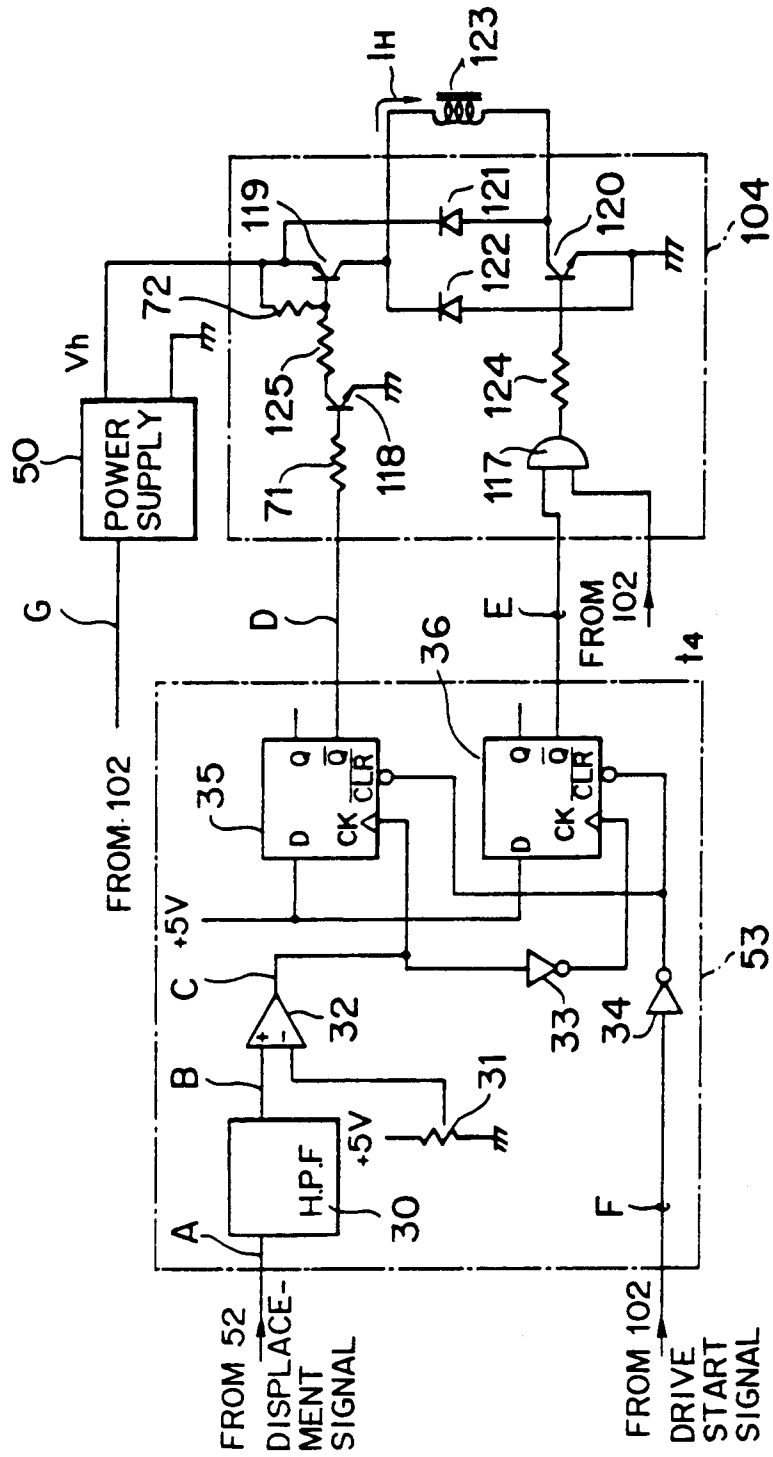 FROM 52
DISPLACE-
MENT
SIGNAL
A
H.P.F
30
B
+5V
31
C
+
-
32
+5V
33
34
F
FROM 102
DRIVE
START
SIGNAL
53
35
D
Q
Q
CK
CLR
36
D
Q
Q
CK
CLR
FROM 102
G
50
POWER
SUPPLY
Vh
D
E
FROM
102
t4
71
118
125
72
119
117
124
120
121
122
104
IH
123